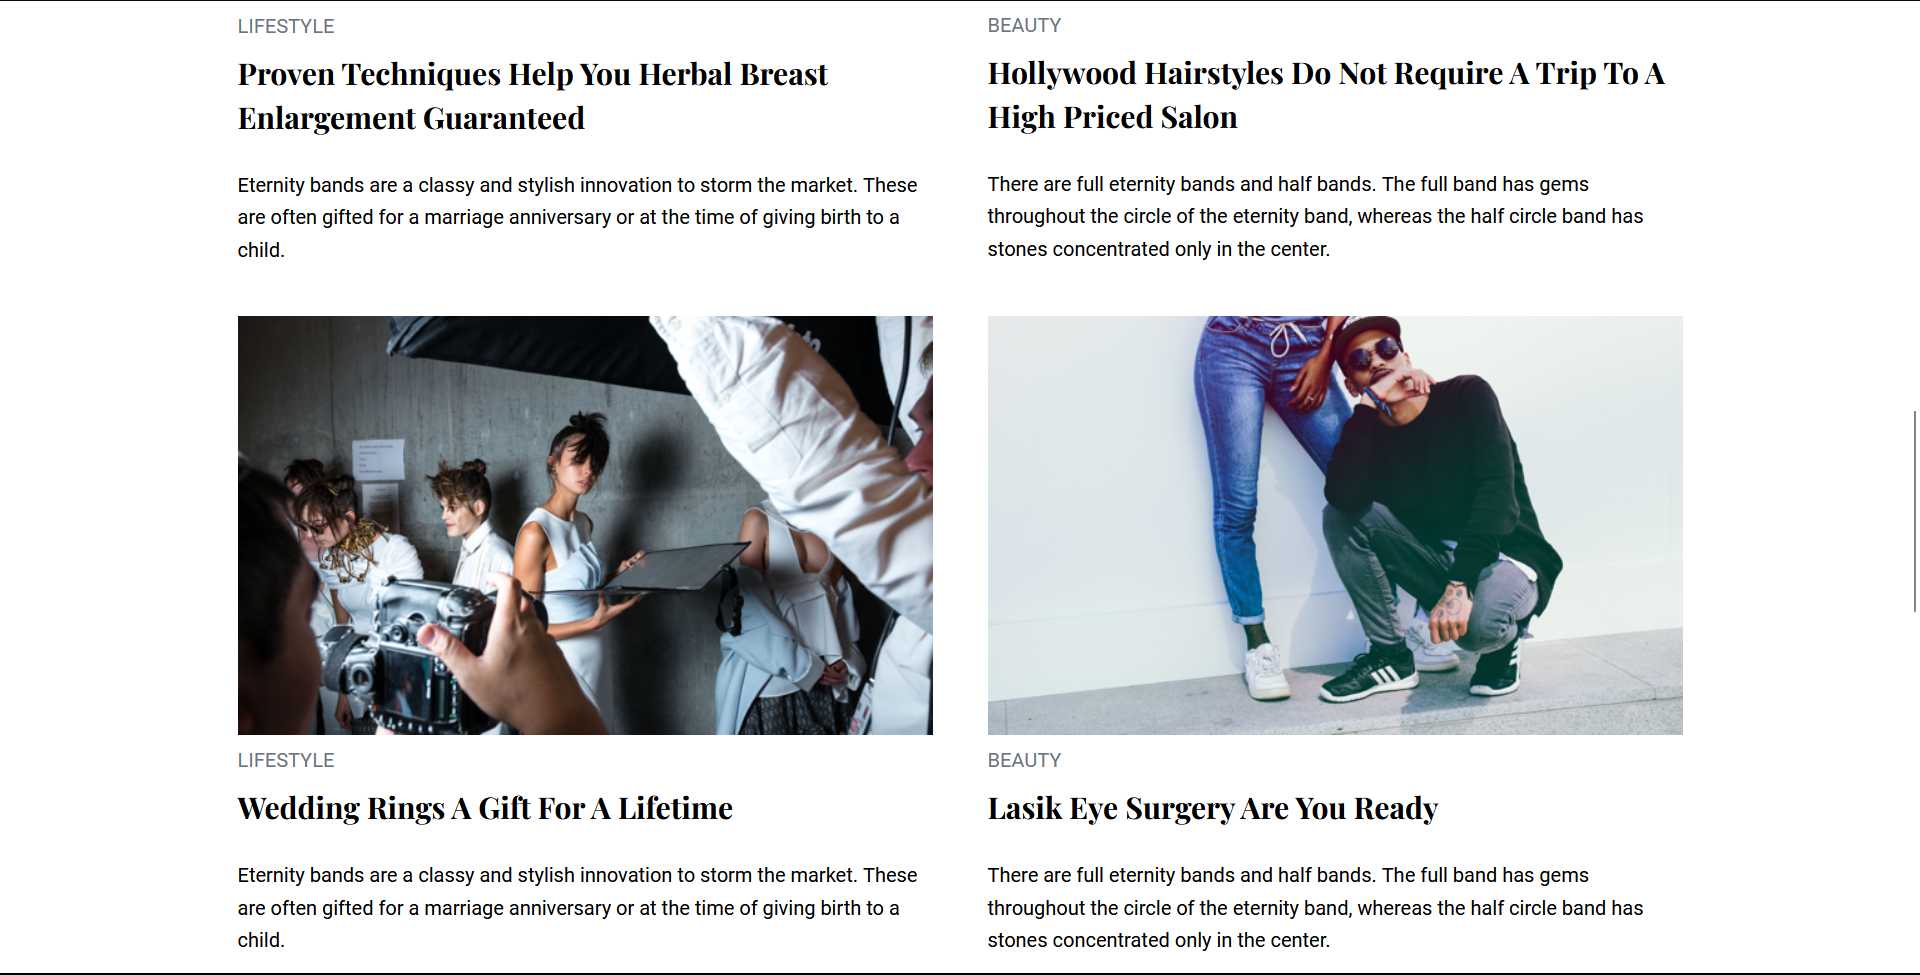 LIFESTYLE
Proven Techniques Help You Herbal Breast
Enlargement Guaranteed
Eternity bands are a classy and stylish innovation to storm the market. These
are often gifted for a marriage anniversary or at the time of giving birth to a
child.
BEAUTY
Hollywood Hairstyles Do Not Require A Trip To A
High Priced Salon
There are full eternity bands and half bands. The full band has gems
throughout the circle of the eternity band, whereas the half circle band has
stones concentrated only in the center.
LIFESTYLE
Wedding Rings A Gift For A Lifetime
Eternity bands are a classy and stylish innovation to storm the market. These
are often gifted for a marriage anniversary or at the time of giving birth to a
child.
BEAUTY
Lasik Eye Surgery Are You Ready
There are full eternity bands and half bands. The full band has gems
throughout the circle of the eternity band, whereas the half circle band has
stones concentrated only in the center.